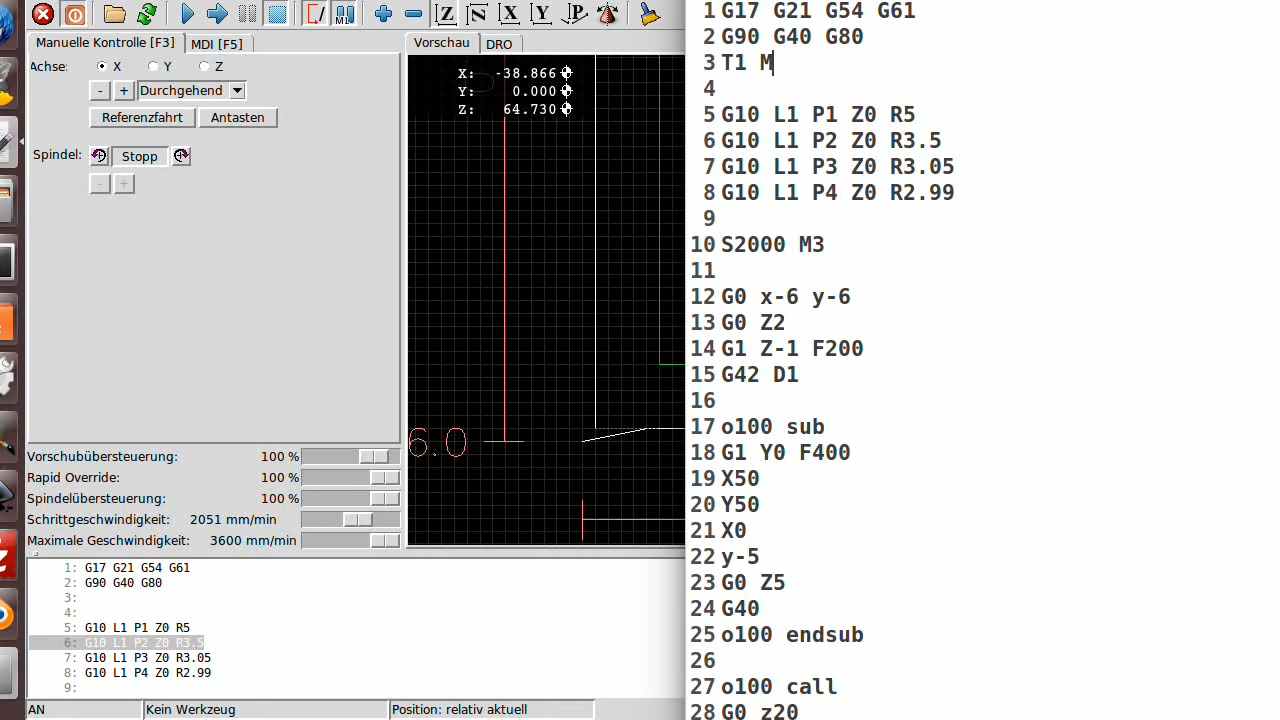 Manuelle Kontrolle [F3]
MDI [F5]
Achse:
X
Y
Z
-
+
Durchgehend
Referenzfahrt
Antasten
Spindel:
Stopp
-
+
Vorschubübersteuerung: 100 %
Rapid Override: 100 %
Spindelübersteuerung: 100 %
Schrittgeschwindigkeit: 2051 mm/min
Maximale Geschwindigkeit: 3600 mm/min
M1
Z
N
X
Y
P
Vorschau
DRO
X: -38.866
Y: 0.000
Z: 64.730
6.0
1: G17 G21 G54 G61
2: G90 G40 G80
3:
4:
5: G10 L1 P1 Z0 R5
6: G10 L1 P2 Z0 R3.5
7: G10 L1 P3 Z0 R3.05
8: G10 L1 P4 Z0 R2.99
9:
AN
Kein Werkzeug
Position: relativ aktuell
1 G17 G21 G54 G61
2 G90 G40 G80
3 T1 M
4
5 G10 L1 P1 Z0 R5
6 G10 L1 P2 Z0 R3.5
7 G10 L1 P3 Z0 R3.05
8 G10 L1 P4 Z0 R2.99
9
10 S2000 M3
11
12 G0 x-6 y-6
13 G0 Z2
14 G1 Z-1 F200
15 G42 D1
16
17 o100 sub
18 G1 Y0 F400
19 X50
20 Y50
21 X0
22 y-5
23 G0 Z5
24 G40
25 o100 endsub
26
27 o100 call
28 G0 z20